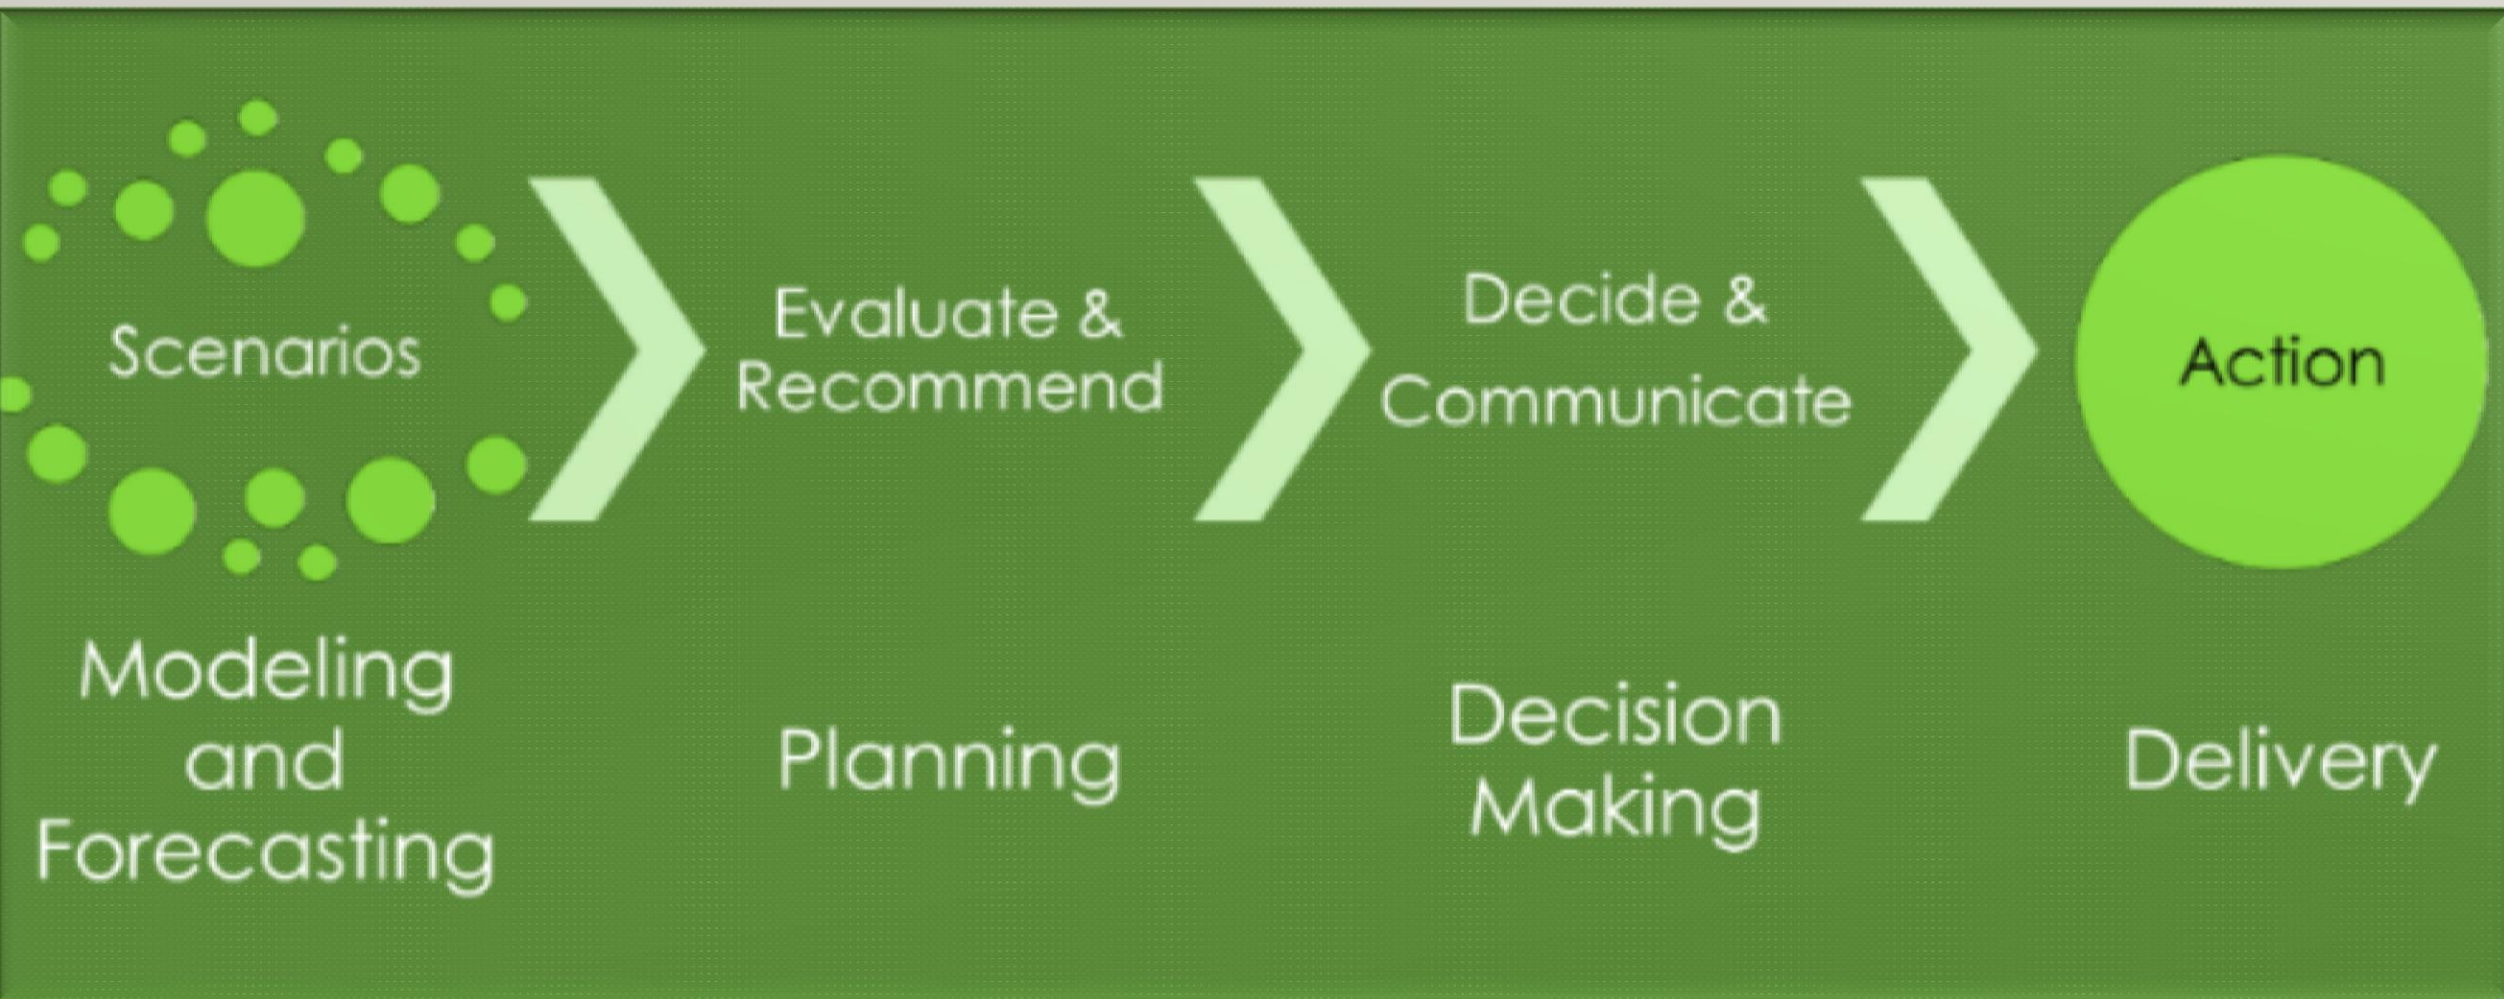 Scenarios
Evaluate &
Recommend
Decide &
Communicate
Action
Modeling
and
Forecasting
Planning
Decision
Making
Delivery